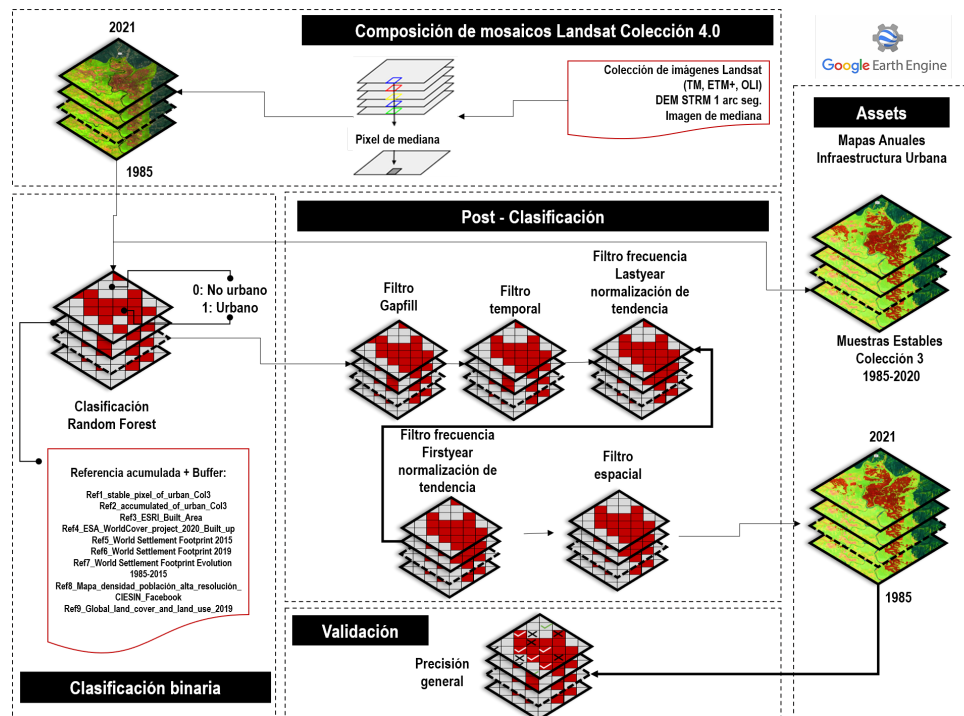 Composición de mosaicos Landsat Colección 4.0
2021
1985
Pixel de mediana
Colección de imágenes Landsat
(TM, ETM+, OLI)
DEM STRM 1 arc seg.
Imagen de mediana
Google Earth Engine
Assets
Mapas Anuales
Infraestructura Urbana
Muestras Estables
Colección 3
1985-2020
2021
1985
Post - Clasificación
Filtro
Gapfill
Filtro
temporal
Filtro frecuencia
Lastyear
normalización de
tendencia
Filtro frecuencia
Firstyear
normalización de
tendencia
Filtro
espacial
0: No urbano
1: Urbano
Clasificación
Random Forest
Referencia acumulada + Buffer:
Ref1_stable_pixel_of_urban_Col3
Ref2_accumulated_of_urban_Col3
Ref3_ESRI_Built_Area
Ref4_ESA_WorldCover_project_2020_Built_up
Ref5_World Settlement Footprint 2015
Ref6_World Settlement Footprint 2019
Ref7_World Settlement Footprint Evolution
1985-2015
Ref8_Mapa_densidad_población_alta_resolución_
CIESIN_Facebook
Ref9_Global_land_cover_and_land_use_2019
Clasificación binaria
Validación
Precisión
general